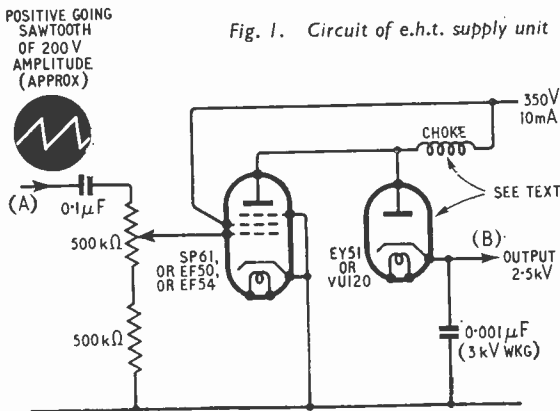 POSITIVE GOING
SAWTOOTH
OF 200 V
AMPLITUDE
(APPROX)
Fig. 1. Circuit of e.h.t. supply unit
350V
10mA
CHOKE
SEE TEXT
(A)
0·1μF
500kΩ
SP61,
OR EF50,
OR EF54
EY51
OR
VU120
(B)
OUTPUT
2·5kV
500kΩ
0·001μF
(3kV WKG)